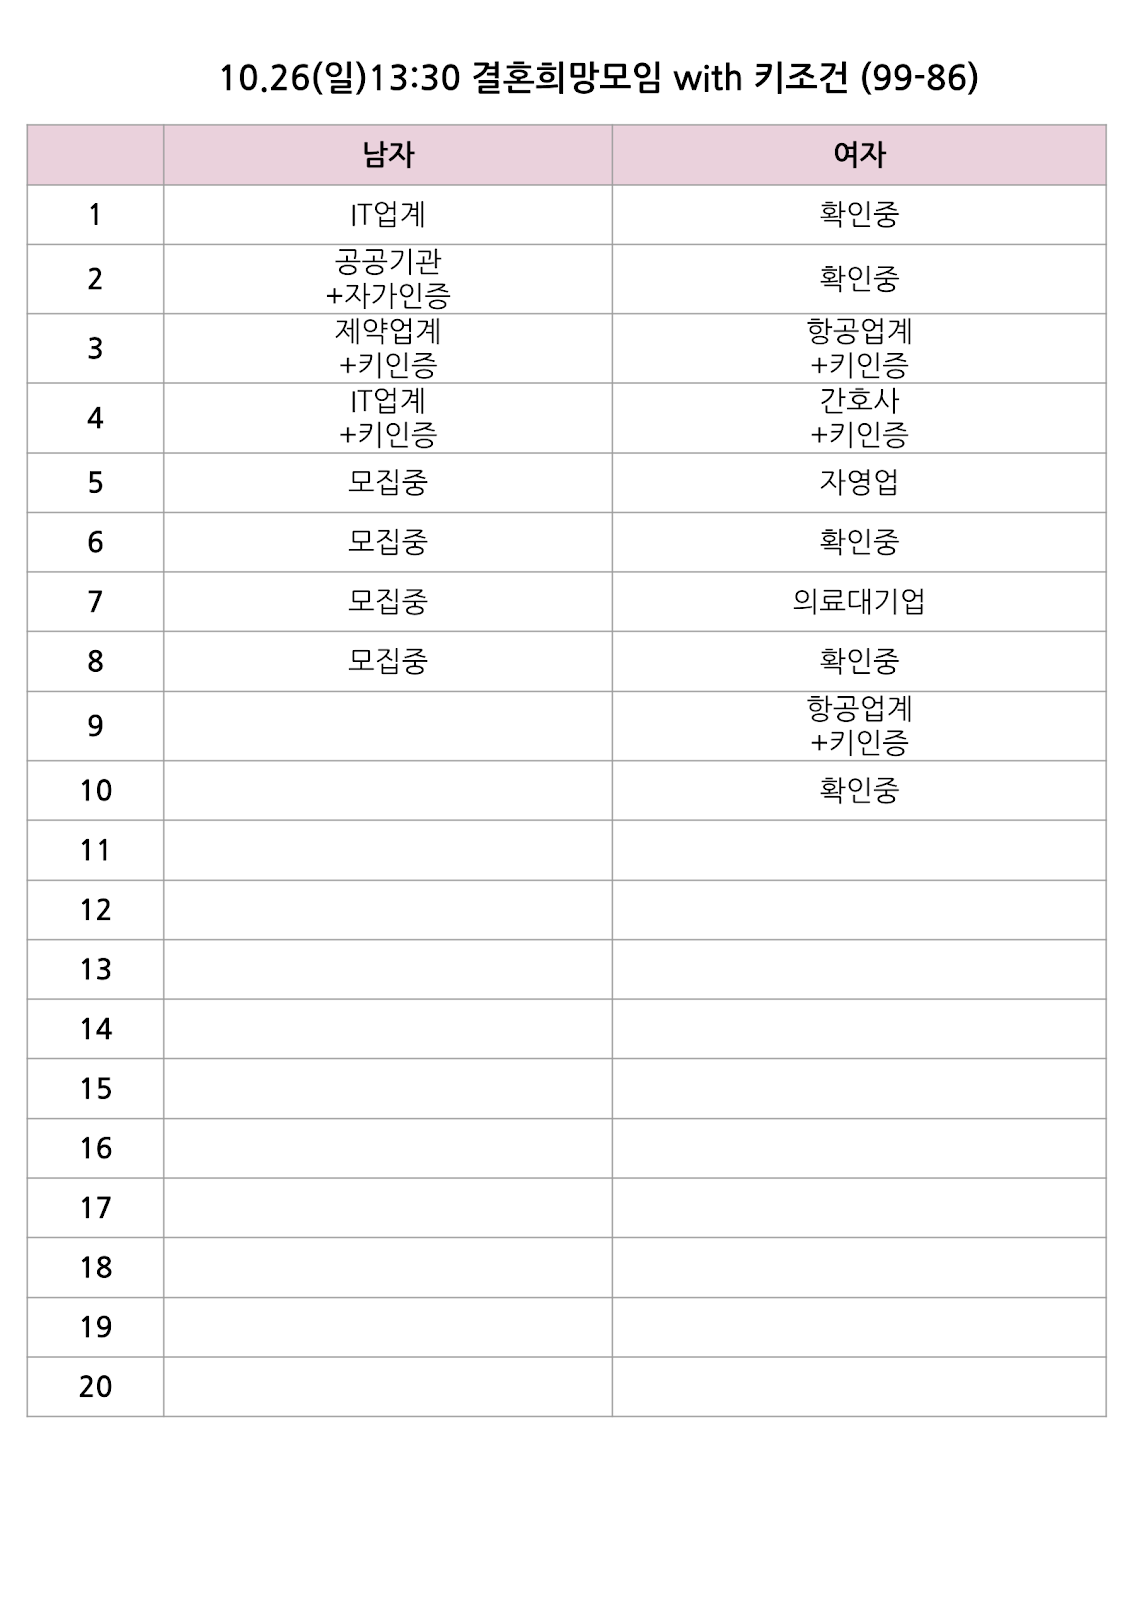 10.26(일)13:30 결혼희망모임 with 키조건 (99-86)
남자 여자
1 IT업계 확인중
2 공공기관 확인중
+자가인증
3 제약업계 항공업계
+키인증 +키인증
4 IT업계 간호사
+키인증 +키인증
5 모집중 자영업
6 모집중 확인중
7 모집중 의료대기업
8 모집중 확인중
9 항공업계
+키인증
10 확인중
11
12
13
14
15
16
17
18
19
20